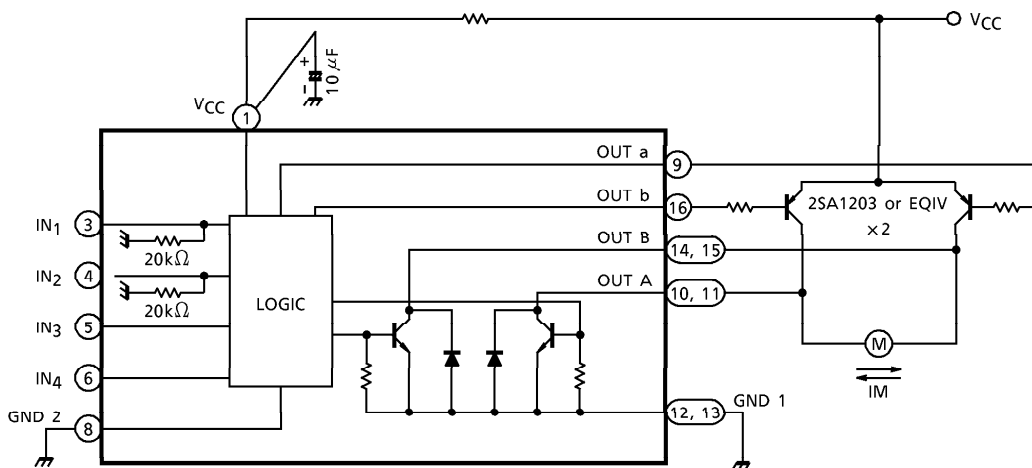 VCC
+
−
10 μF
VCC
1
OUT a
9
OUT b
16
2SA1203 or EQIV
×2
IN1
3
20kΩ
OUT B
14, 15
IN2
4
20kΩ
OUT A
10, 11
LOGIC
IN3
5
M
IM
IN4
6
GND 2
8
12, 13
GND 1